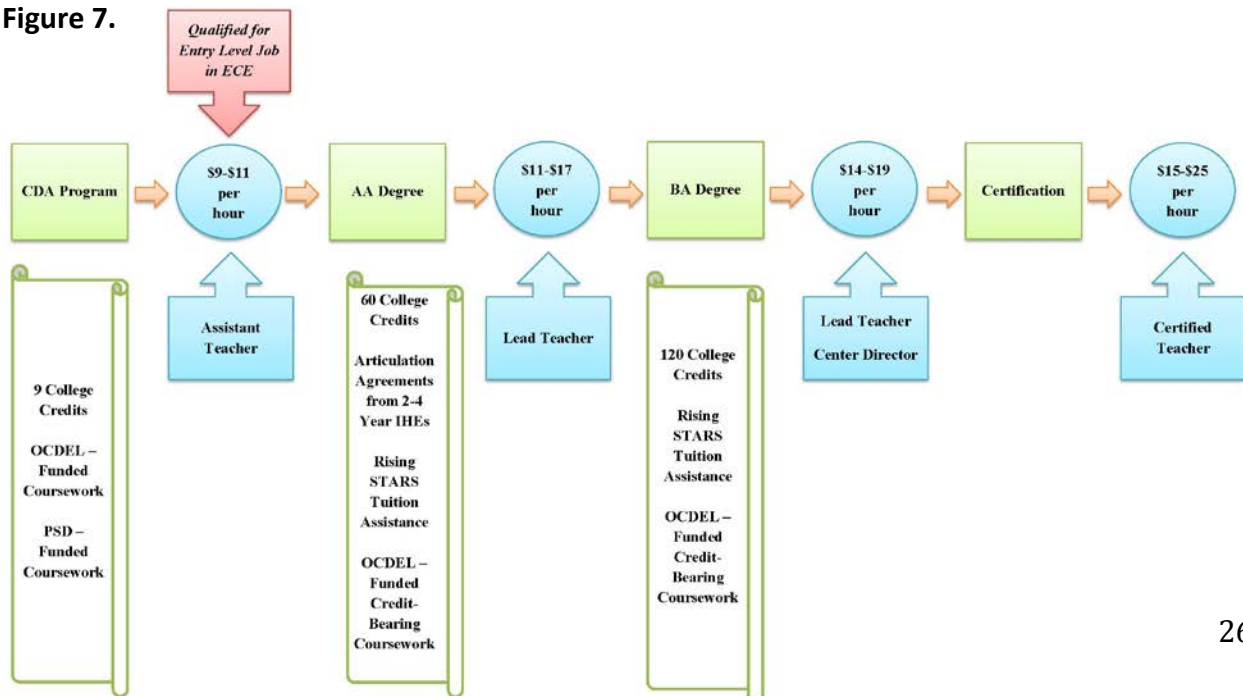 Figure 7.
Qualified for
Entry Level Job
in ECE
CDA Program
$9-$11
per
hour
AA Degree
$11-$17
per
hour
BA Degree
$14-$19
per
hour
Certification
$15-$25
per
hour
Assistant
Teacher
Lead Teacher
Lead Teacher
Center Director
Certified
Teacher
9 College
Credits
OCDEL –
Funded
Coursework
PSD –
Funded
Coursework
60 College
Credits
Articulation
Agreements
from 2-4
Year IHEs
Rising
STARS
Tuition
Assistance
OCDEL –
Funded
Credit-
Bearing
Coursework
120 College
Credits
Rising
STARS
Tuition
Assistance
OCDEL –
Funded
Credit-
Bearing
Coursework
26